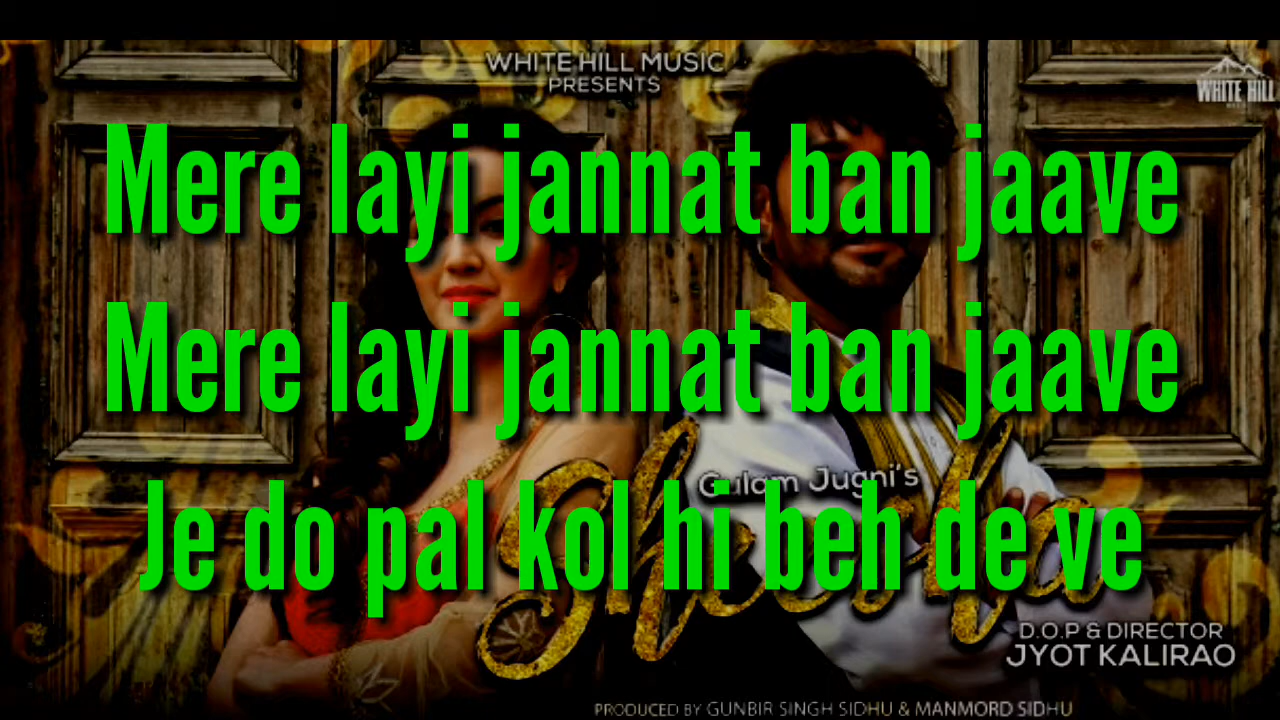 WHITE HILL MUSIC
PRESENTS
WHITE HILL
Mere layi jannat ban jaave
Mere layi jannat ban jaave
Gulam Jugni's
Sheesha
Je do pal kol hi beh de ve
D.O.P & DIRECTOR
JYOT KALIRAO
PRODUCED BY GUNBIR SINGH SIDHU & MANMORD SIDHU